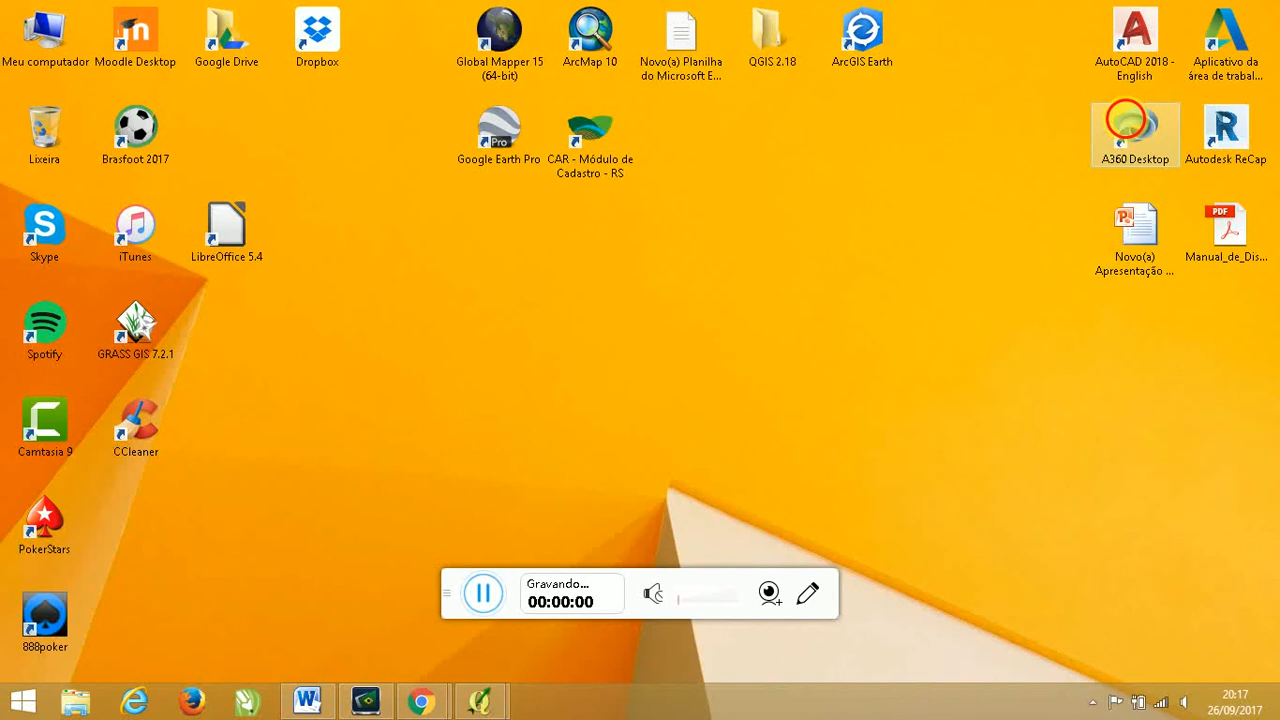 Meu computador
Moodle Desktop
Google Drive
Dropbox
Global Mapper 15
(64-bit)
ArcMap 10
Novo(a) Planilha
do Microsoft E...
QGIS 2.18
ArcGIS Earth
AutoCAD 2018 -
English
Aplicativo da
área de trabal...
Lixeira
Brasfoot 2017
Pro
Google Earth Pro
CAR - Módulo de
Cadastro - RS
A360 Desktop
R
Autodesk ReCap
S
Skype
iTunes
LibreOffice 5.4
P
Novo(a)
Apresentação ...
PDF
Manual_de_Dis...
Spotify
GRASS GIS 7.2.1
C
Camtasia 9
CCleaner
PokerStars
888poker
Gravando...
00:00:00
W
20:17
26/09/2017